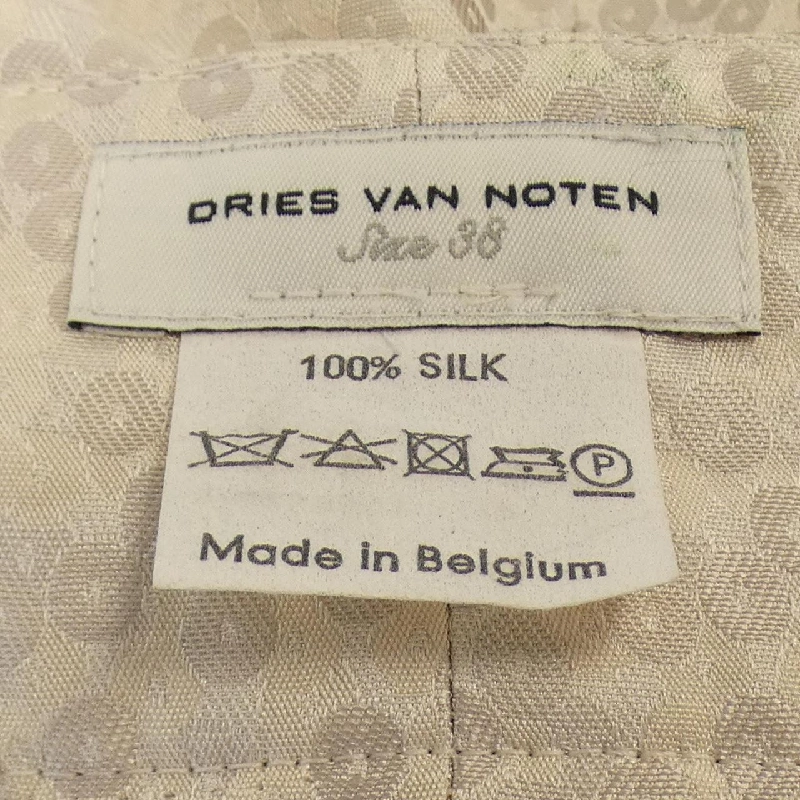 DRIES VAN NOTEN
Size 38
100% SILK
P
Made in Belgium